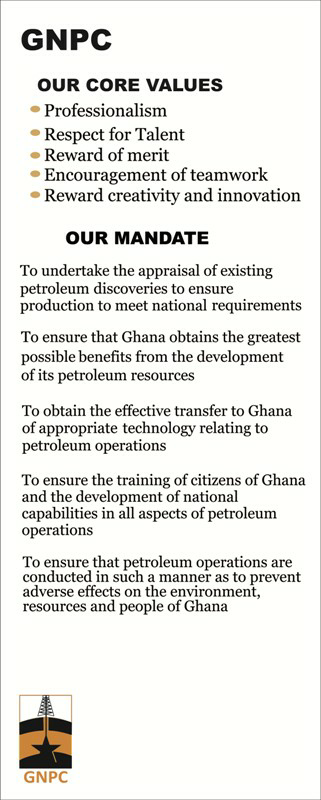 GNPC
OUR CORE VALUES
Professionalism
Respect for Talent
Reward of merit
Encouragement of teamwork
Reward creativity and innovation
OUR MANDATE
To undertake the appraisal of existing
petroleum discoveries to ensure
production to meet national requirements
To ensure that Ghana obtains the greatest
possible benefits from the development
of its petroleum resources
To obtain the effective transfer to Ghana
of appropriate technology relating to
petroleum operations
To ensure the training of citizens of Ghana
and the development of national
capabilities in all aspects of petroleum
operations
To ensure that petroleum operations are
conducted in such a manner as to prevent
adverse effects on the environment,
resources and people of Ghana
GNPC